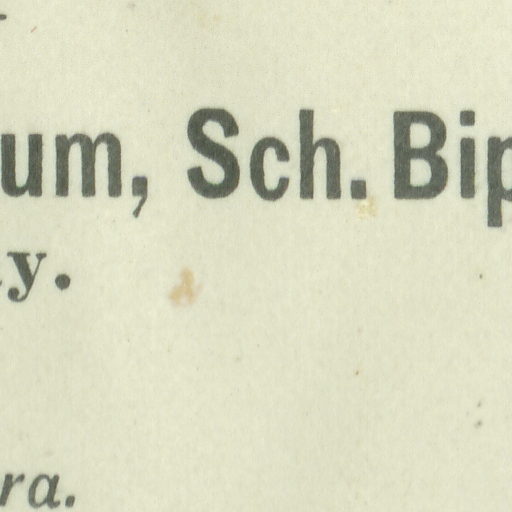 um, Sch. Bip
y.
ra.